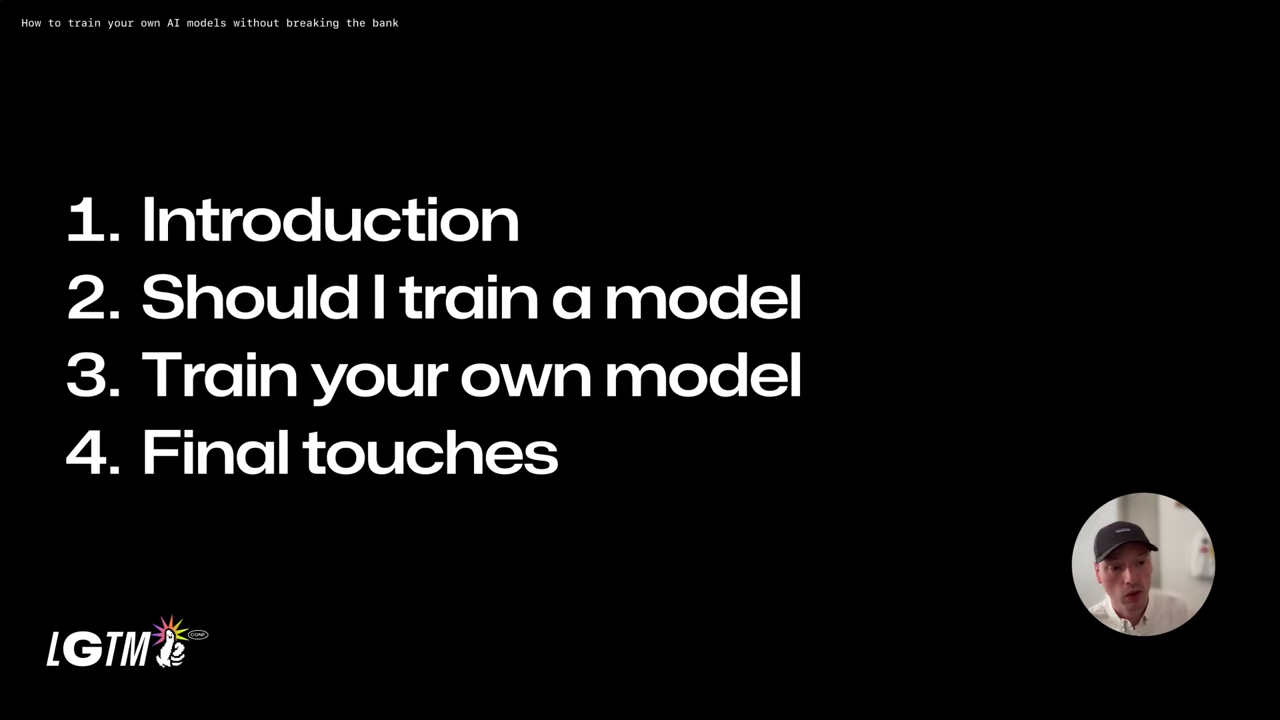 How to train your own AI models without breaking the bank
1. Introduction
2. Should I train a model
3. Train your own model
4. Final touches
LGTM
CONF